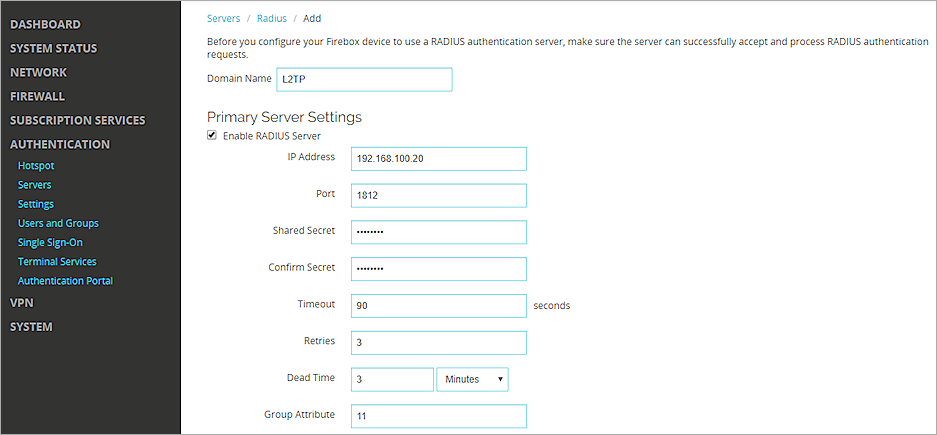 DASHBOARD
SYSTEM STATUS
NETWORK
FIREWALL
SUBSCRIPTION SERVICES
AUTHENTICATION
Hotspot
Servers
Settings
Users and Groups
Single Sign-On
Terminal Services
Authentication Portal
VPN
SYSTEM
Servers / Radius / Add
Before you configure your Firebox device to use a RADIUS authentication server, make sure the server can successfully accept and process RADIUS authentication
requests.
Domain Name L2TP
Primary Server Settings
Enable RADIUS Server
IP Address 192.168.100.20
Port 1812
Shared Secret ••••••••
Confirm Secret ••••••••
Timeout 90 seconds
Retries 3
Dead Time 3 Minutes
Group Attribute 11